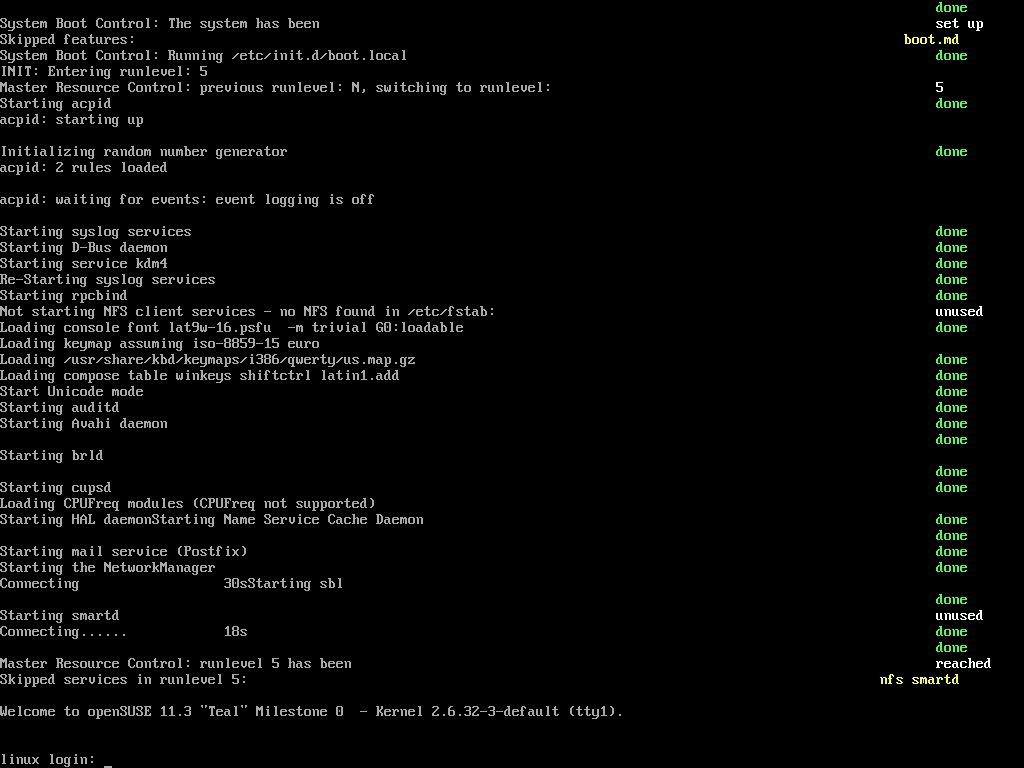 done
System Boot Control: The system has been set up
Skipped features: boot.md
System Boot Control: Running /etc/init.d/boot.local done
INIT: Entering runlevel: 5
Master Resource Control: previous runlevel: N, switching to runlevel: 5
Starting acpid done
acpid: starting up
Initializing random number generator done
acpid: 2 rules loaded
acpid: waiting for events: event logging is off
Starting syslog services done
Starting D-Bus daemon done
Starting service kdm4 done
Re-Starting syslog services done
Starting rpcbind done
Not starting NFS client services - no NFS found in /etc/fstab: unused
Loading console font lat9w-16.psfu  -m trivial G0:loadable done
Loading keymap assuming iso-8859-15 euro
Loading /usr/share/kbd/keymaps/i386/qwerty/us.map.gz done
Loading compose table winkeys shiftctrl latin1.add done
Start Unicode mode done
Starting auditd done
Starting Avahi daemon done
done
Starting brld
done
Starting cupsd done
Loading CPUFreq modules (CPUFreq not supported)
Starting HAL daemonStarting Name Service Cache Daemon done
done
Starting mail service (Postfix) done
Starting the NetworkManager done
Connecting 30sStarting sbl
done
Starting smartd unused
Connecting...... 18s done
done
Master Resource Control: runlevel 5 has been reached
Skipped services in runlevel 5: nfs smartd
Welcome to openSUSE 11.3 "Teal" Milestone 0  - Kernel 2.6.32-3-default (tty1).
linux login: _